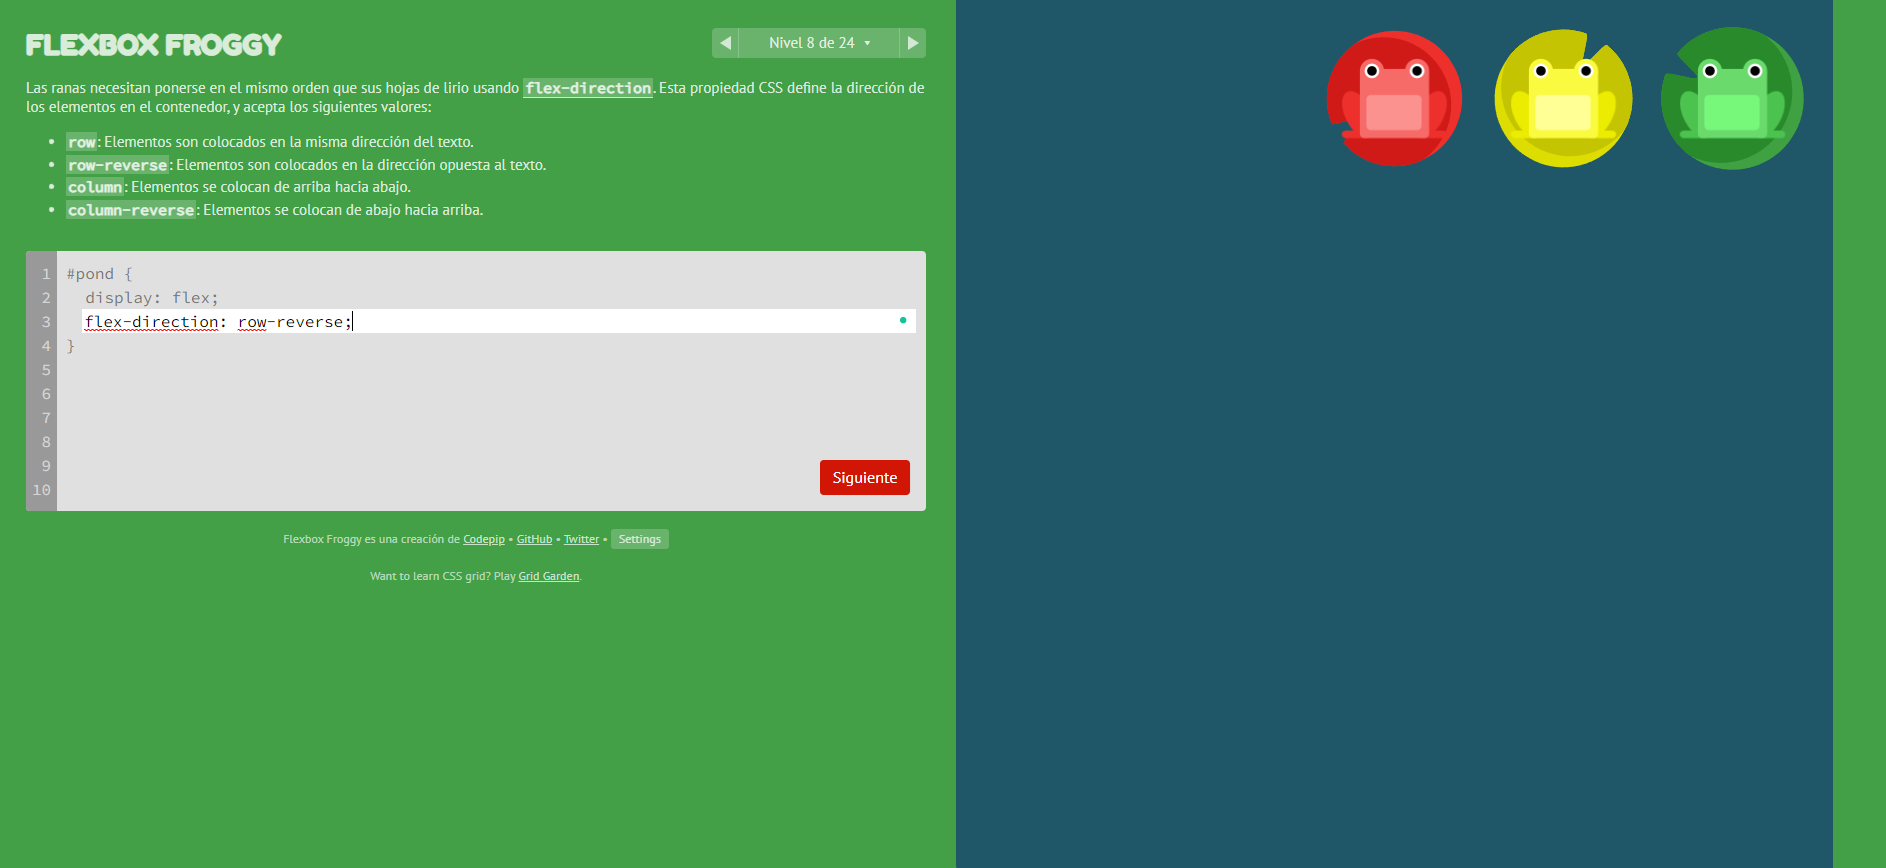 FLEXBOX FROGGY
Nivel 8 de 24
Las ranas necesitan ponerse en el mismo orden que sus hojas de lirio usando flex-direction. Esta propiedad CSS define la dirección de
los elementos en el contenedor, y acepta los siguientes valores:
row: Elementos son colocados en la misma dirección del texto.
row-reverse: Elementos son colocados en la dirección opuesta al texto.
column: Elementos se colocan de arriba hacia abajo.
column-reverse: Elementos se colocan de abajo hacia arriba.
1 #pond {
2 display: flex;
3 flex-direction: row-reverse;
4 }
5
6
7
8
9
10
Siguiente
Flexbox Froggy es una creación de Codepip • GitHub • Twitter • Settings
Want to learn CSS grid? Play Grid Garden.